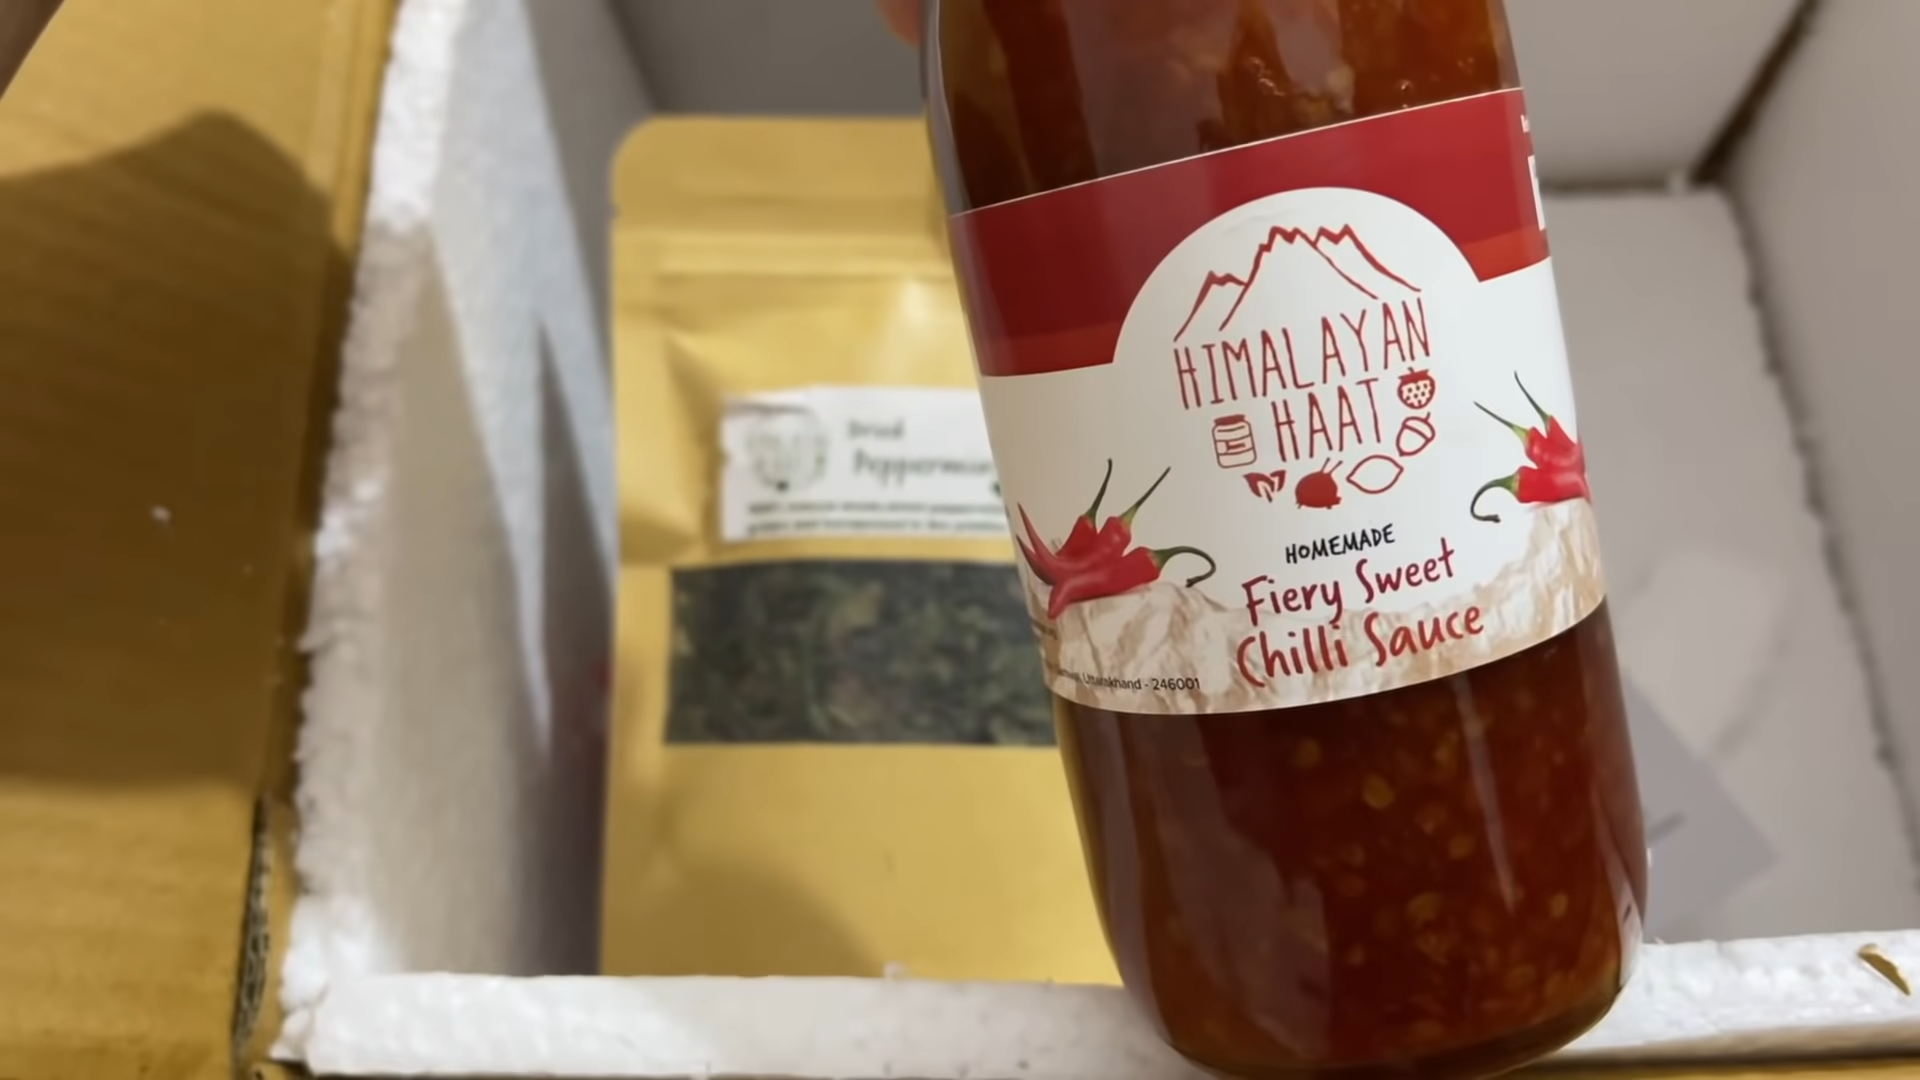 Dried
Peppermint
HIMALAYAN
HAAT
HOMEMADE
Fiery Sweet
Chilli Sauce
Uttarakhand - 246001